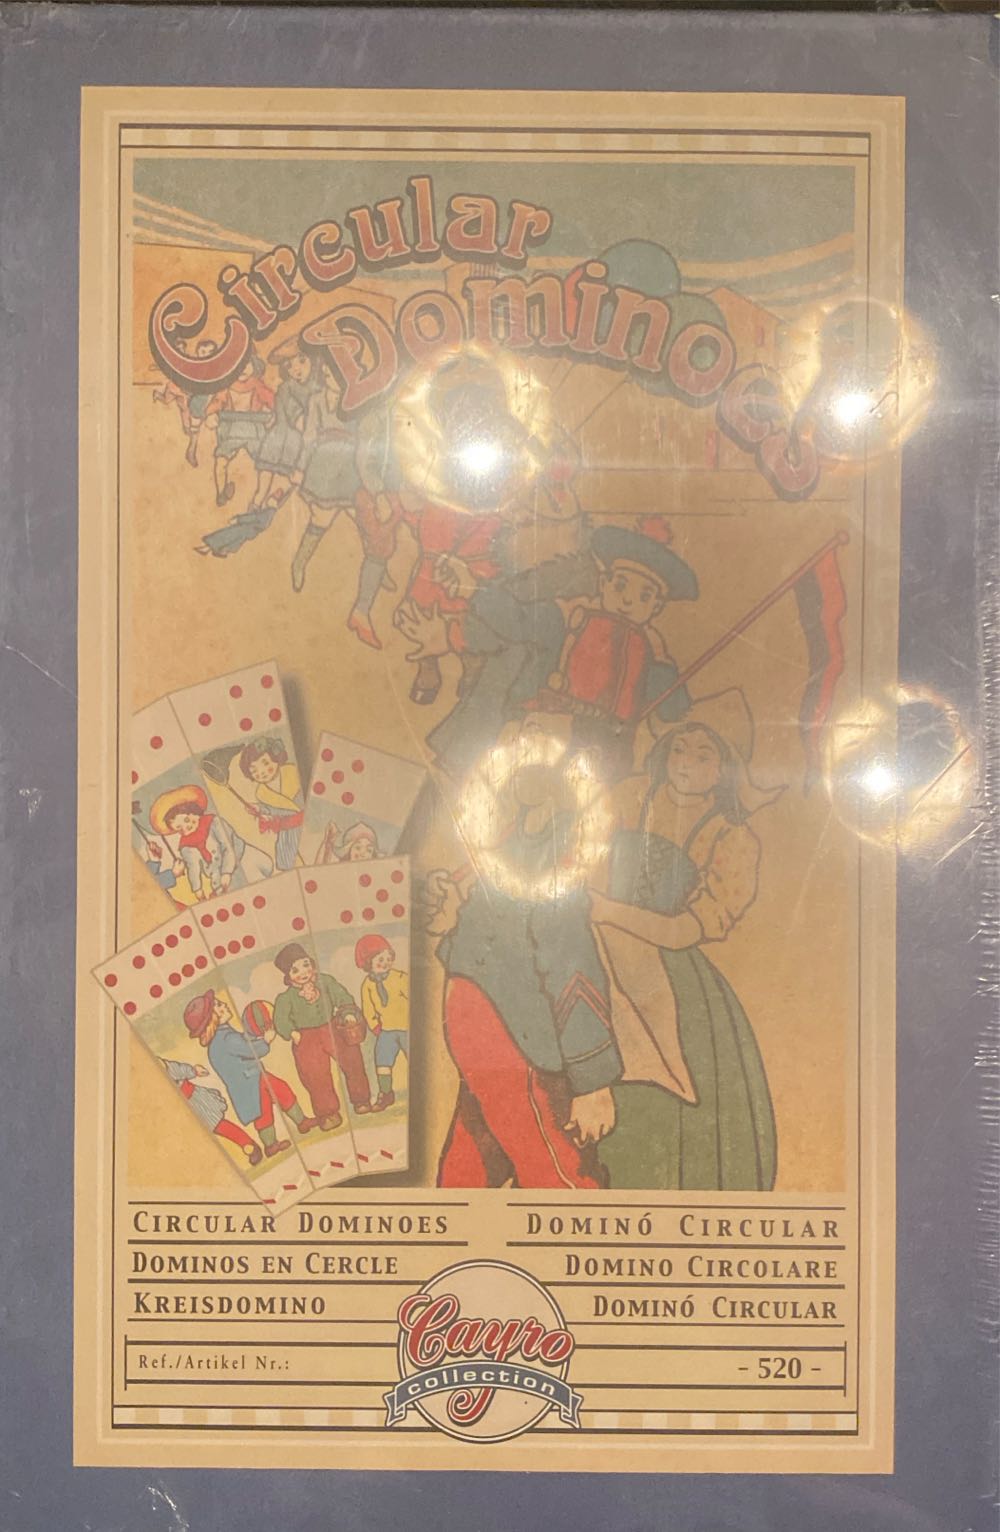 Circular
Dominoes
CIRCULAR DOMINOES
DOMINOS EN CERCLE
KREISDOMINO
DOMINÓ CIRCULAR
DOMINO CIRCOLARE
DOMINÓ CIRCULAR
Ref./Artikel Nr.:
- 520 -
Cayro
collection